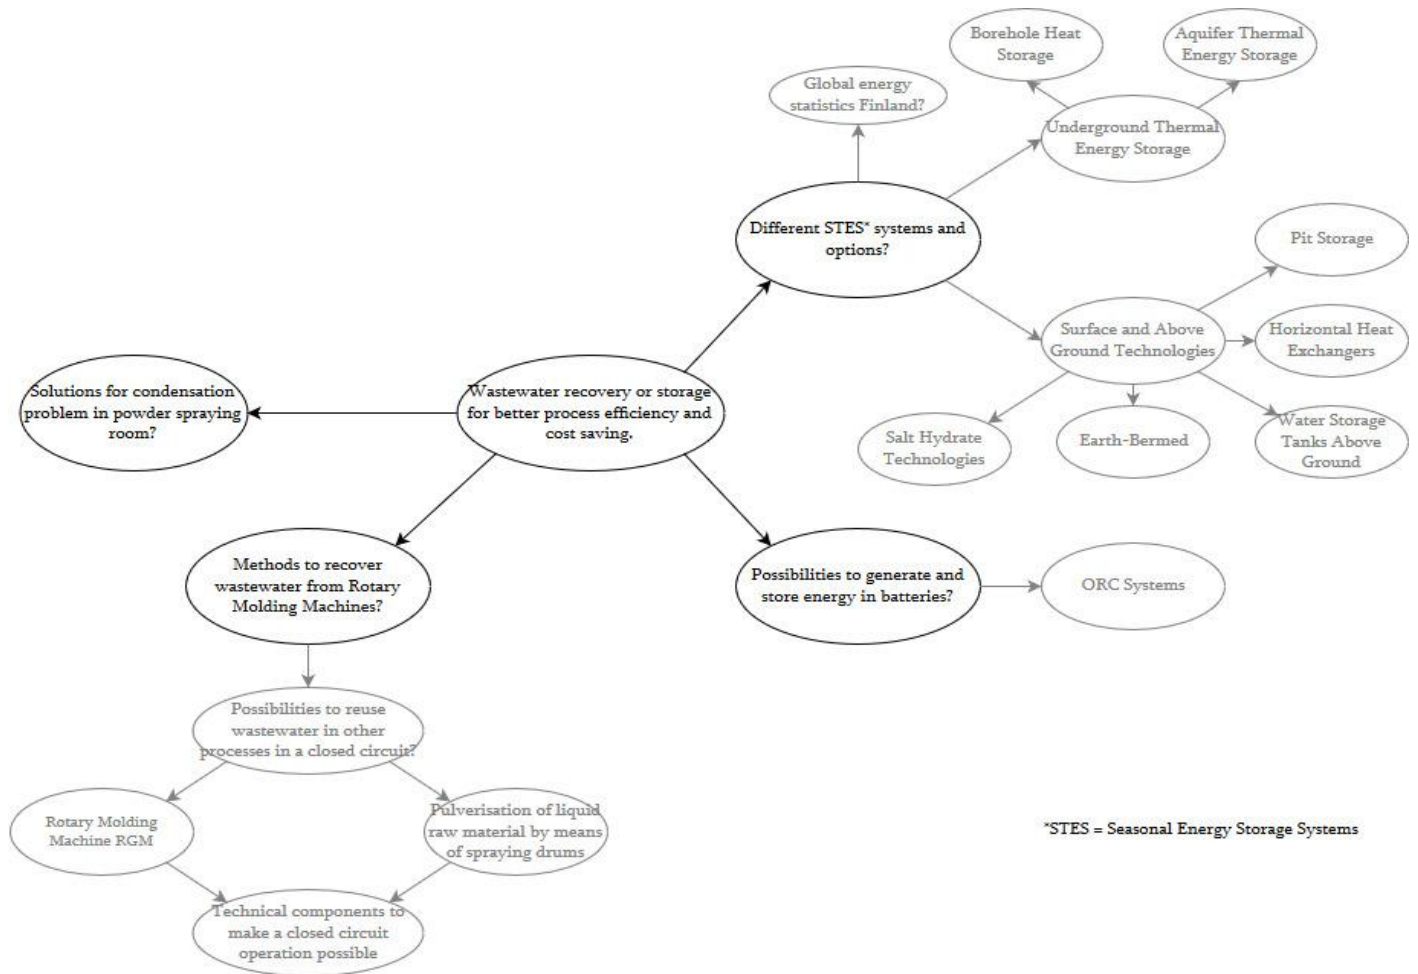 Borehole Heat
Storage
Aquifer Thermal
Energy Storage
Global energy
statistics Finland?
Underground Thermal
Energy Storage
Different STES* systems and
options?
Pit Storage
Surface and Above
Ground Technologies
Horizontal Heat
Exchangers
Solutions for condensation
problem in powder spraying
room?
Wastewater recovery or storage
for better process efficiency and
cost saving.
Salt Hydrate
Technologies
Earth-Bermed
Water Storage
Tanks Above
Ground
Methods to recover
wastewater from Rotary
Molding Machines?
Possibilities to generate and
store energy in batteries?
ORC Systems
Possibilities to reuse
wastewater in other
processes in a closed circuit?
Rotary Molding
Machine RGM
Pulverisation of liquid
raw material by means
of spraying drums
*STES = Seasonal Energy Storage Systems
Technical components to
make a closed circuit
operation possible